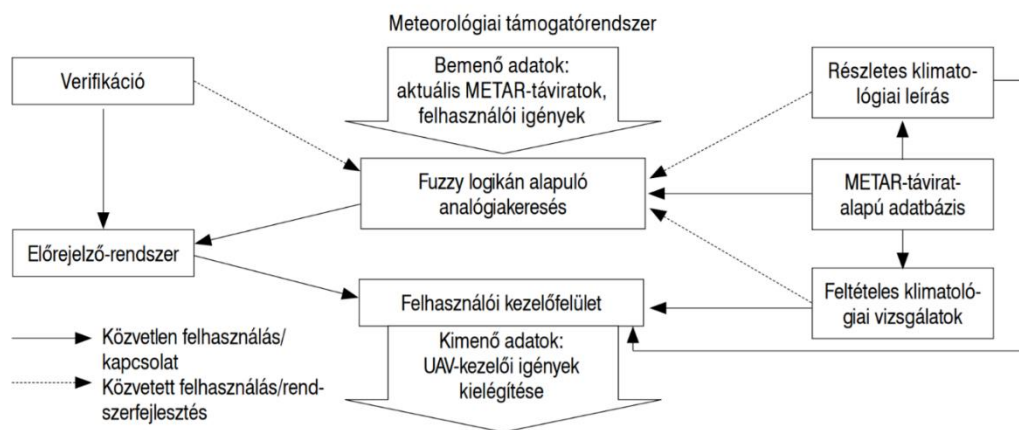 Meteorológiai támogatórendszer
Verifikáció
Bemenő adatok:
aktuális METAR-táviratok,
felhasználói igények
Részletes klimato-
lógiai leírás
Fuzzy logikán alapuló
analógiakeresés
METAR-távirat-
alapú adatbázis
Előrejelző-rendszer
Felhasználói kezelőfelület
Feltételes klimatoló-
giai vizsgálatok
Kimenő adatok:
UAV-kezelői igények
kielégítése
Közvetlen felhasználás/
kapcsolat
Közvetett felhasználás/rend-
szerfejlesztés